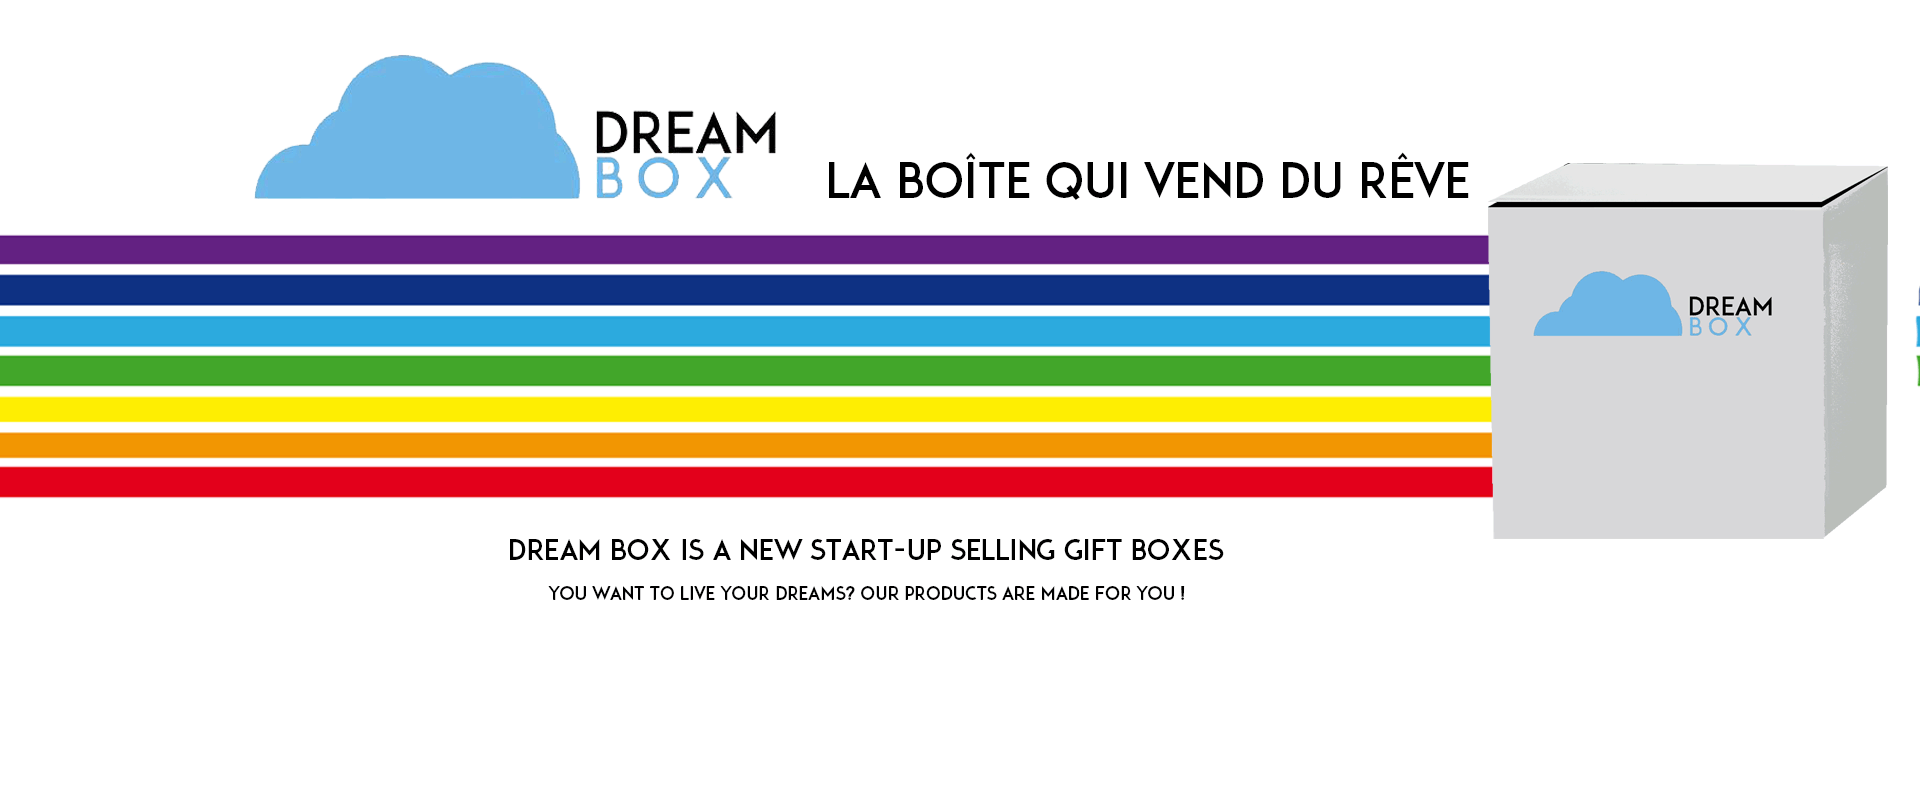 DREAM
BOX
LA BOÎTE QUI VEND DU RÊVE
DREAM
BOX
DREAM BOX IS A NEW START-UP SELLING GIFT BOXES
YOU WANT TO LIVE YOUR DREAMS? OUR PRODUCTS ARE MADE FOR YOU !